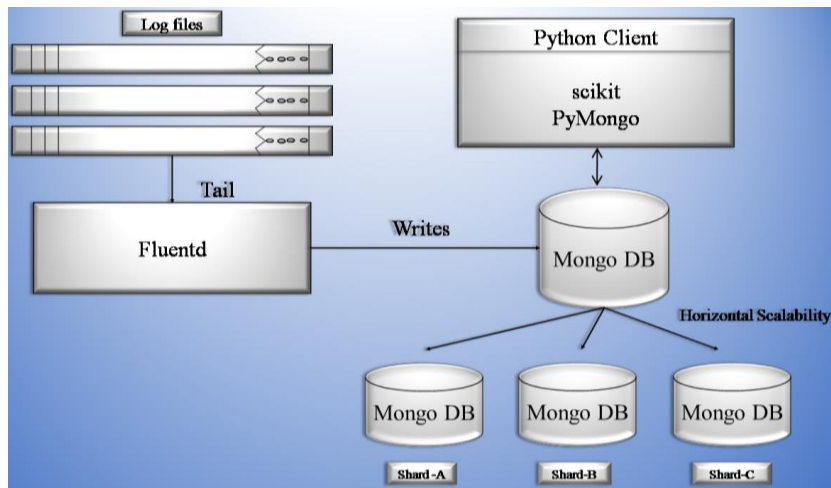 Log files
Python Client
scikit
PyMongo
Tail
Fluentd
Writes
Mongo DB
Horizontal Scalability
Mongo DB
Mongo DB
Mongo DB
Shard-A
Shard-B
Shard-C